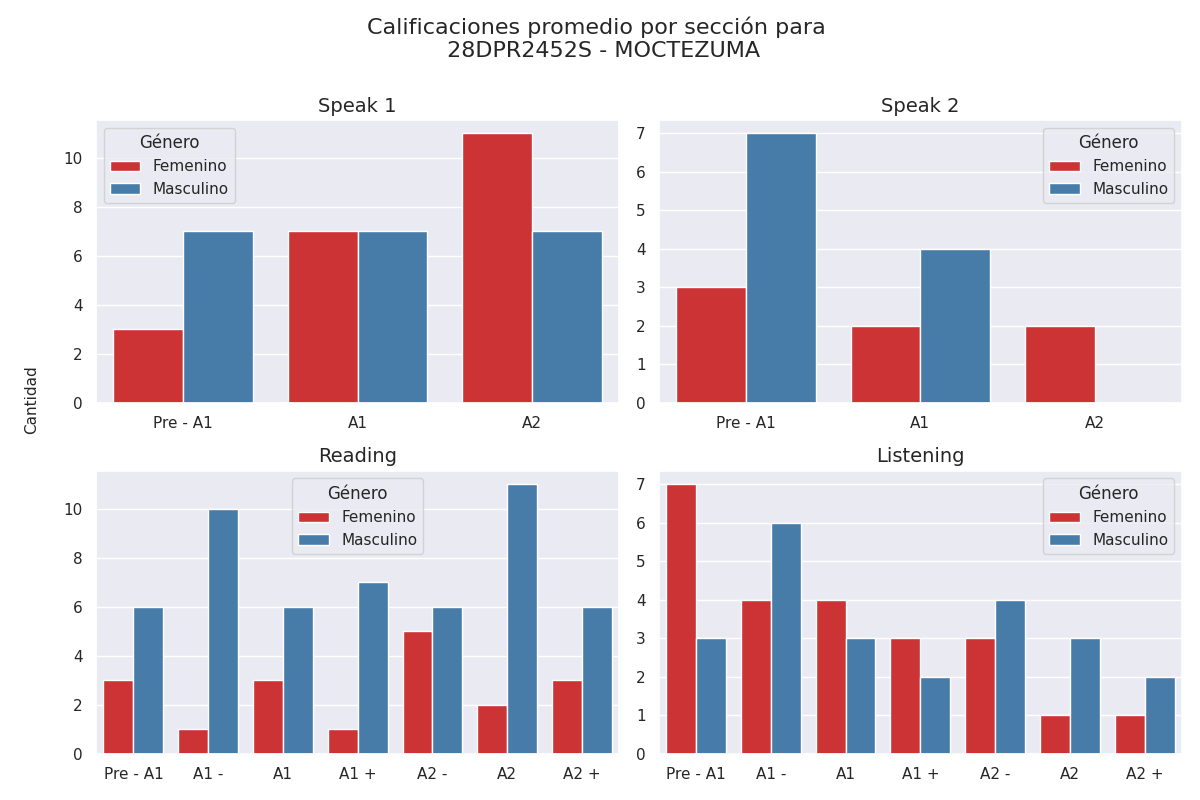 Calificaciones promedio por sección para
28DPR2452S - MOCTEZUMA
Cantidad
Speak 1
Género
Femenino
Masculino
10
8
6
4
2
0
Pre - A1
A1
A2
Speak 2
Género
Femenino
Masculino
7
6
5
4
3
2
1
0
Pre - A1
A1
A2
Reading
Género
Femenino
Masculino
10
8
6
4
2
0
Pre - A1
A1 -
A1
A1 +
A2 -
A2
A2 +
Listening
Género
Femenino
Masculino
7
6
5
4
3
2
1
0
Pre - A1
A1 -
A1
A1 +
A2 -
A2
A2 +